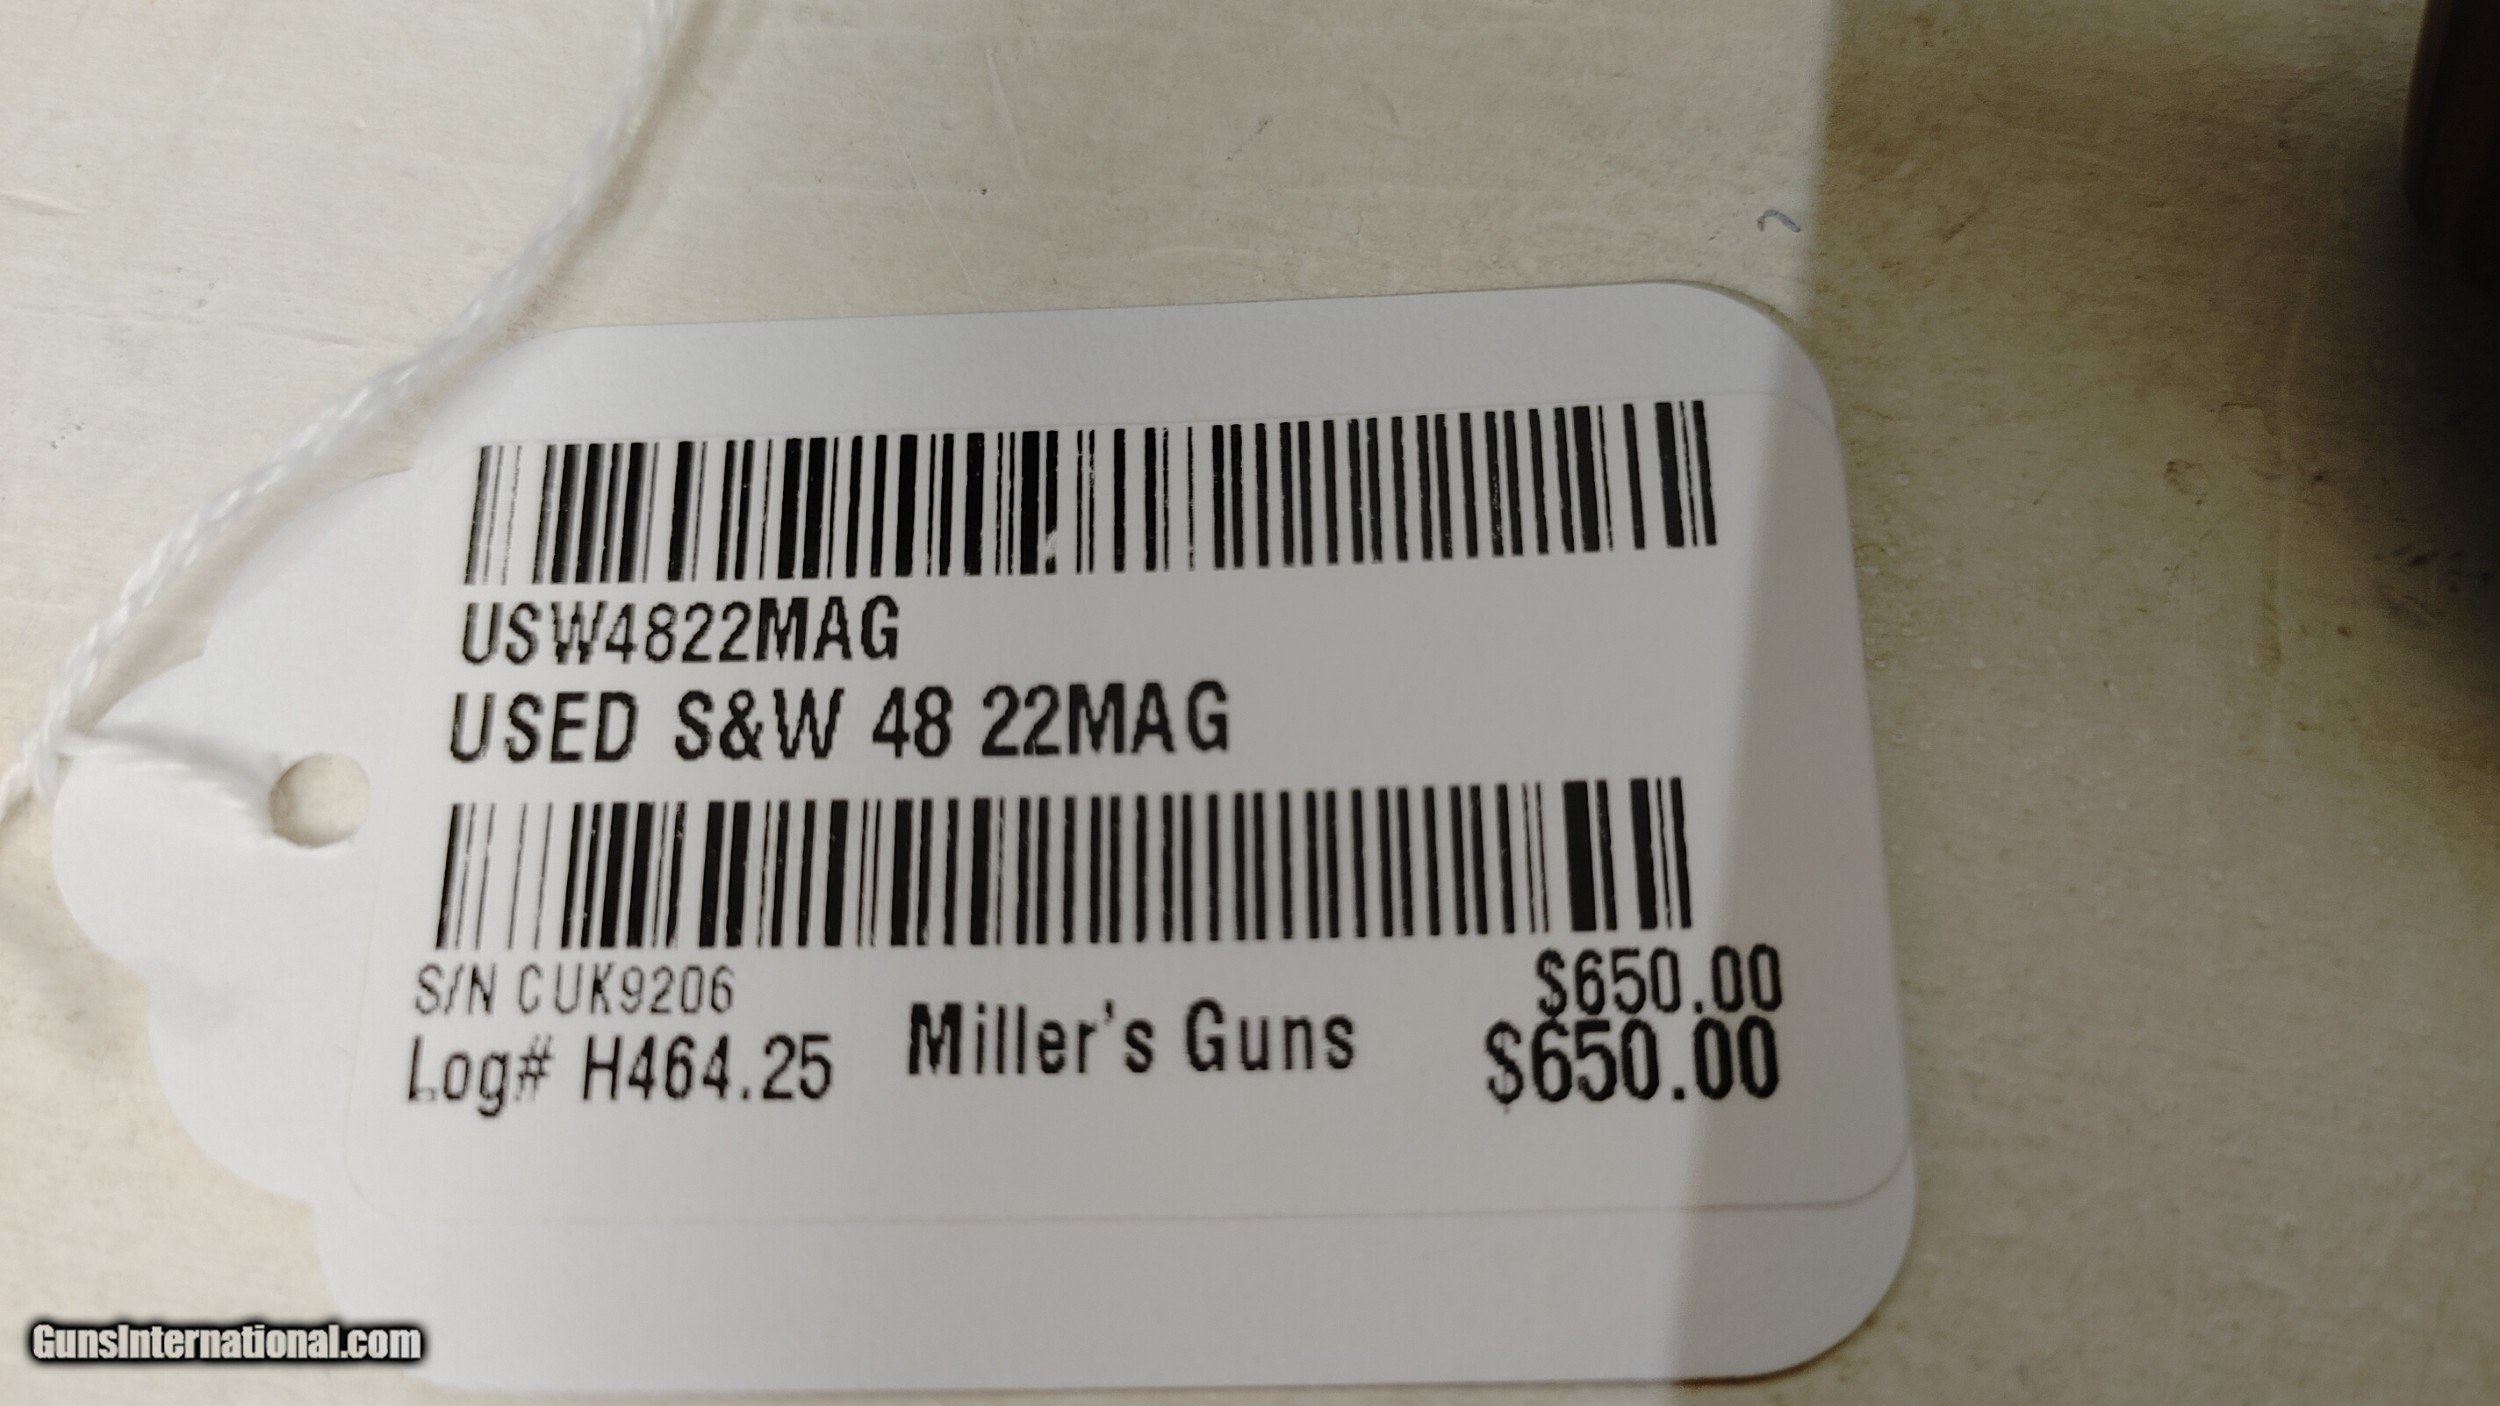 USW4822MAG
USED S&W 48 22MAG
S/N CUK9206
$650.00
Log# H464.25
Miller's Guns
$650.00
GunsInternational.com